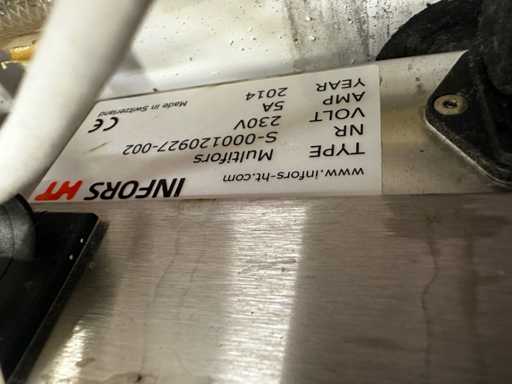 INFORS HT
www.infors-ht.com
TYPE Multifors
NR S-000120927-002
VOLT 230V
AMP 5A
YEAR 2014
Made in Switzerland
CE